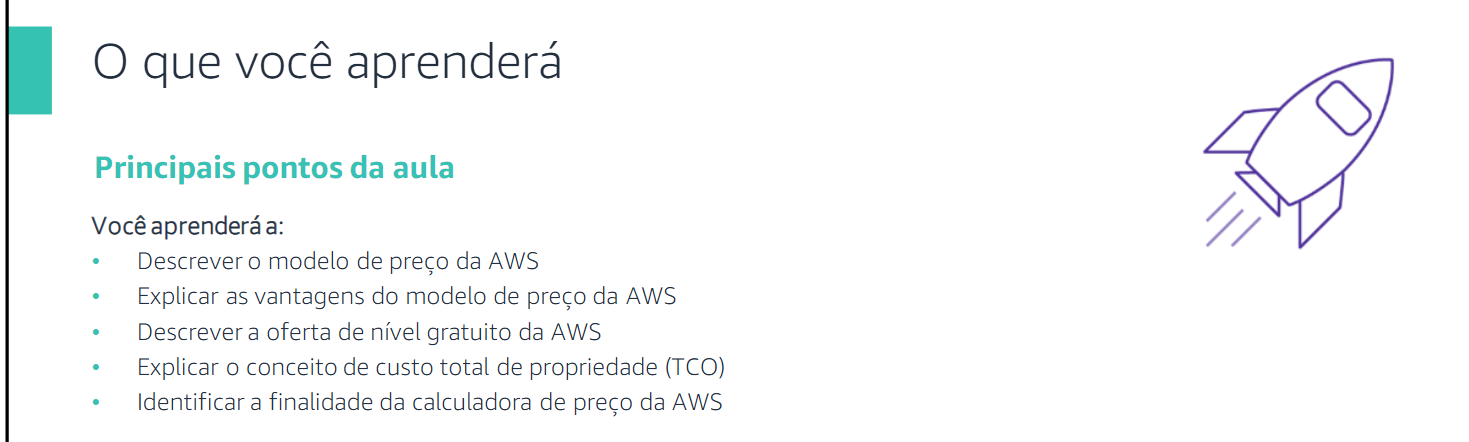 O que você aprenderá
Principais pontos da aula
Você aprenderá a:
• Descrever o modelo de preço da AWS
• Explicar as vantagens do modelo de preço da AWS
• Descrever a oferta de nível gratuito da AWS
• Explicar o conceito de custo total de propriedade (TCO)
• Identificar a finalidade da calculadora de preço da AWS